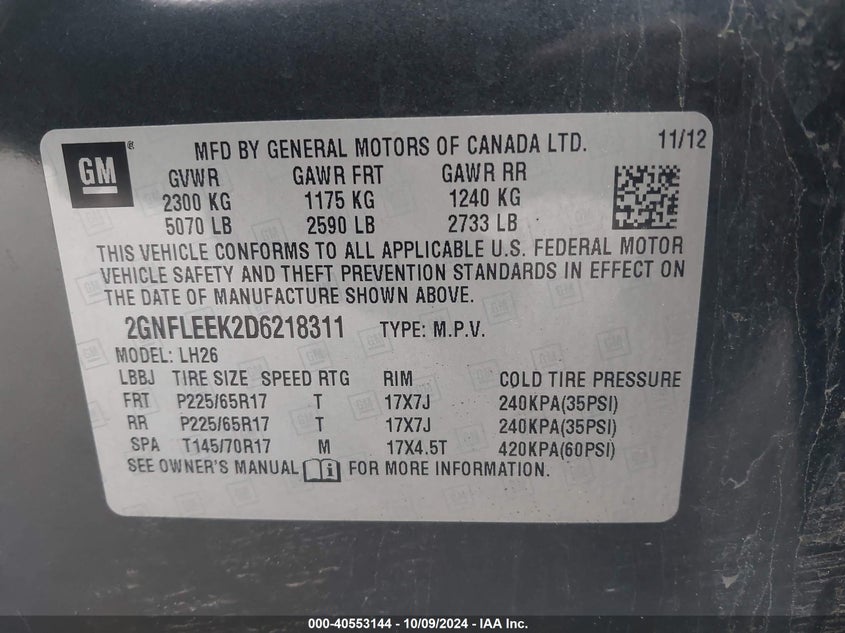 GM ® MFD BY GENERAL MOTORS OF CANADA LTD. 11/12
GVWR GAWR FRT GAWR RR
2300 KG 1175 KG 1240 KG
5070 LB 2590 LB 2733 LB
THIS VEHICLE CONFORMS TO ALL APPLICABLE U.S. FEDERAL MOTOR
VEHICLE SAFETY AND THEFT PREVENTION STANDARDS IN EFFECT ON
THE DATE OF MANUFACTURE SHOWN ABOVE.
2GNFLEEK2D6218311 TYPE: M.P.V.
MODEL: LH26
LBBJ TIRE SIZE SPEED RTG RIM COLD TIRE PRESSURE
FRT P225/65R17 T 17X7J 240KPA(35PSI)
RR P225/65R17 T 17X7J 240KPA(35PSI)
SPA T145/70R17 M 17X4.5T 420KPA(60PSI)
SEE OWNER'S MANUAL i FOR MORE INFORMATION.
000-40553144 - 10/09/2024 - IAA Inc.